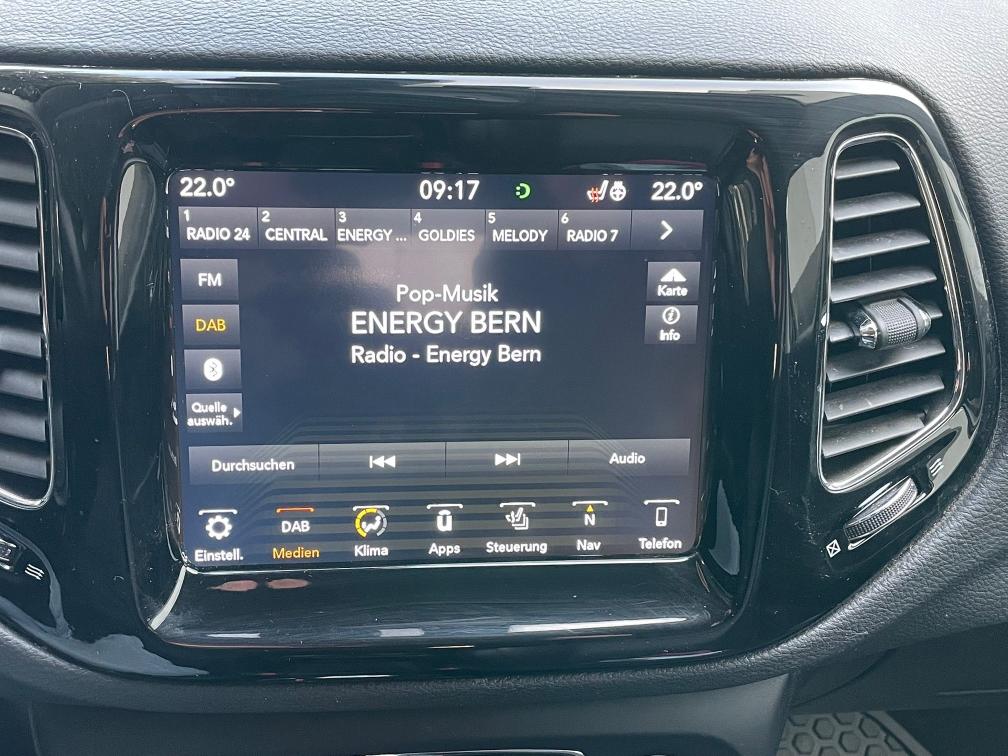 22.0° 09:17 22.0°
1 2 3 4 5 6
RADIO 24 CENTRAL ENERGY ... GOLDIES MELODY RADIO 7
FM
DAB
Quelle
auswäh.
Pop-Musik
ENERGY BERN
Radio - Energy Bern
Karte
Info
Durchsuchen Audio
DAB N
Einstell. Medien Klima Apps Steuerung Nav Telefon